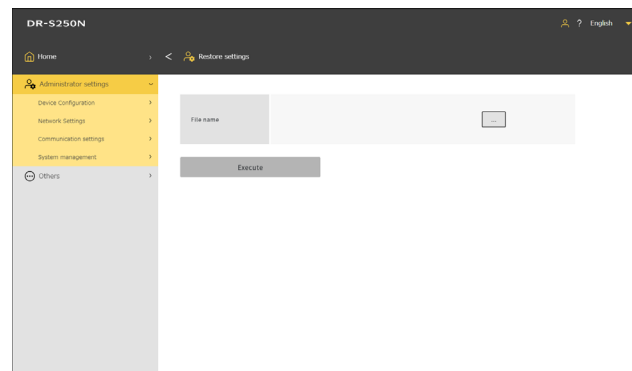 DR-S250N
? English
Home
Restore settings
Administrator settings
Device Configuration
Network Settings
Communication settings
System management
Others
File name
...
Execute